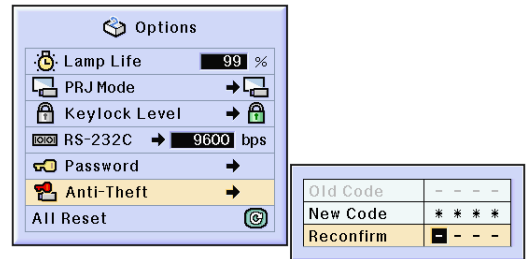 Options
Lamp Life 99 %
PRJ Mode
Keylock Level
RS-232C 9600 bps
Password
Anti-Theft
All Reset
Old Code - - - -
New Code * * * *
Reconfirm - - - -